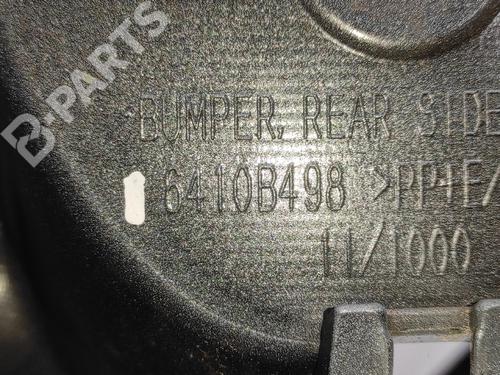 B-PARTS
BUMPER, REAR SIDE
6410B498 >PP+E/
11/1000